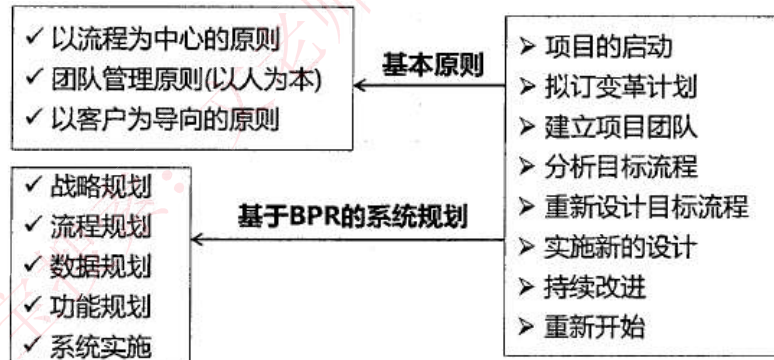 ✓ 以流程为中心的原则
✓ 团队管理原则(以人为本)
✓ 以客户为导向的原则
基本原则
✓ 战略规划
✓ 流程规划
✓ 数据规划
✓ 功能规划
✓ 系统实施
基于BPR的系统规划
➢ 项目的启动
➢ 拟订变革计划
➢ 建立项目团队
➢ 分析目标流程
➢ 重新设计目标流程
➢ 实施新的设计
➢ 持续改进
➢ 重新开始